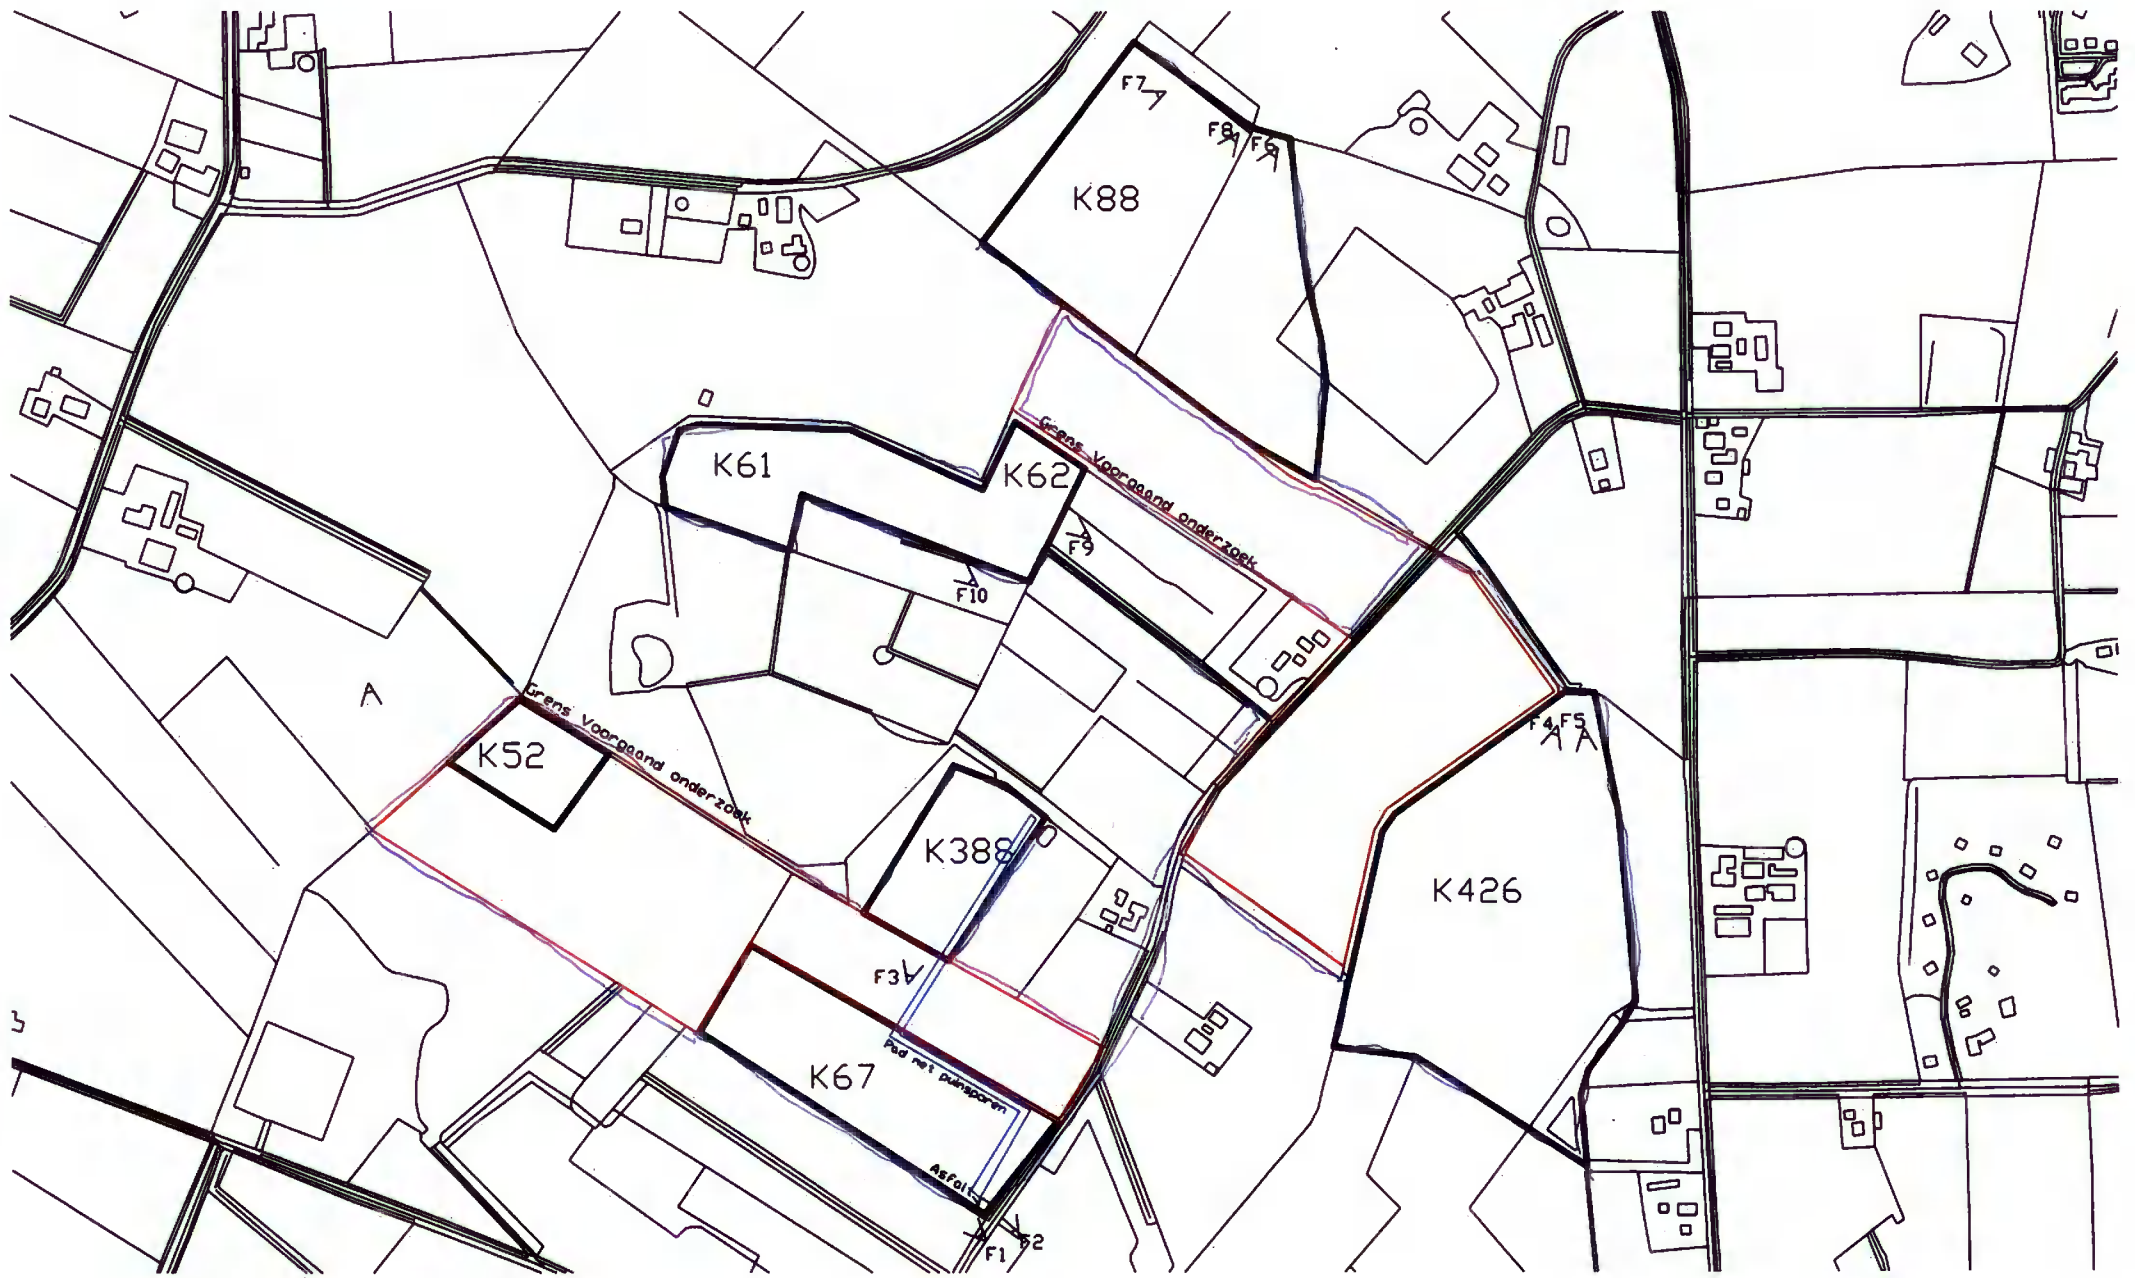 F7
F8
F6
K88
Grens Voorgaand onderzoek
K61
K62
F9
F10
A
Grens Voorgaand onderzoek
F4
F5
K52
K388
K426
F3
Pad met puinsporen
K67
Asfalt
F1
F2